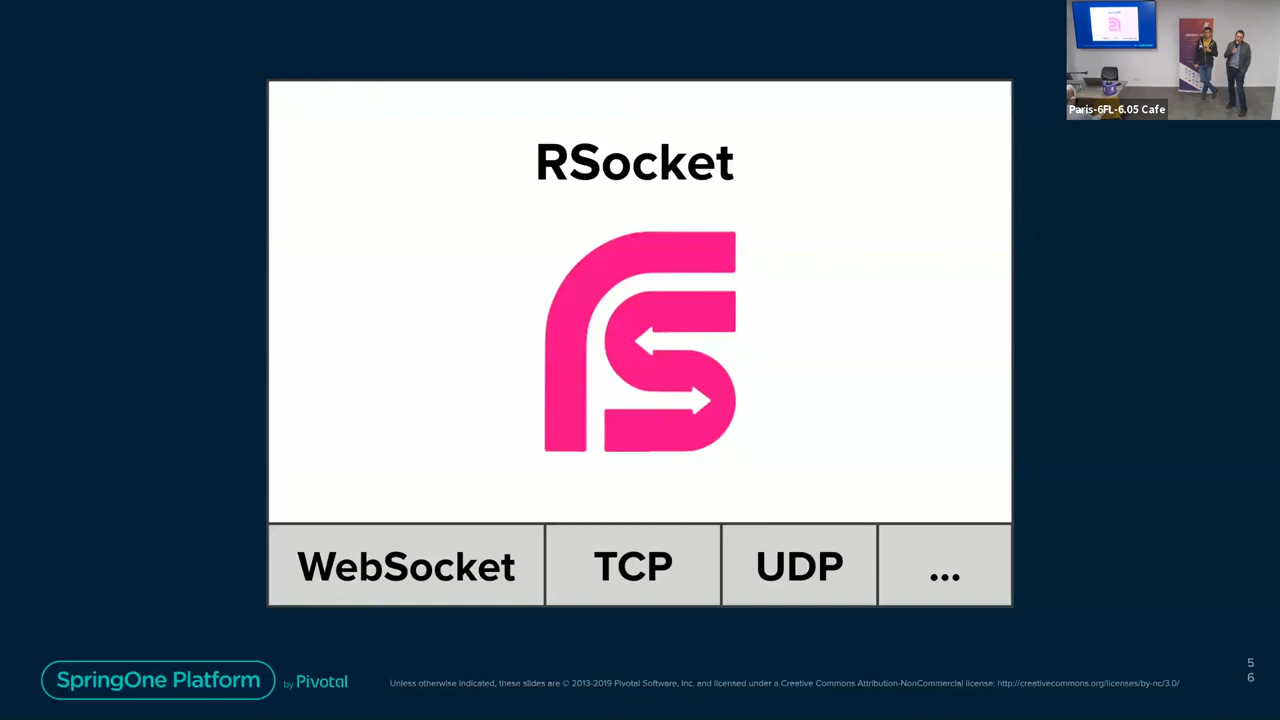 RSocket
WebSocket
TCP
UDP
...
SpringOne Platform
by Pivotal
Unless otherwise indicated, these slides are © 2013-2019 Pivotal Software, Inc. and licensed under a Creative Commons Attribution-NonCommercial license: http://creativecommons.org/licenses/by-nc/3.0/
5
6
Paris-6FL-6.05 Cafe